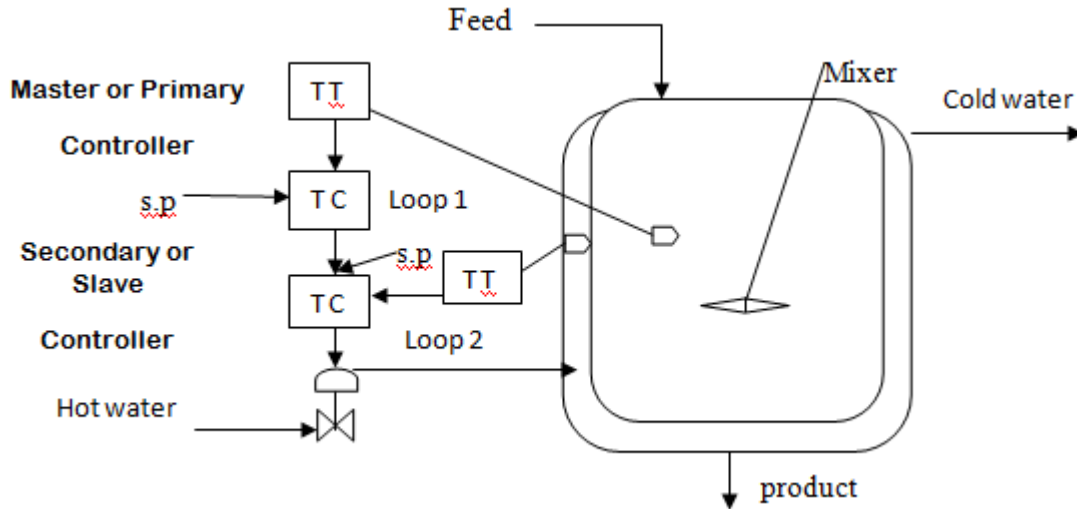 Feed
Mixer
Master or Primary
TT
Cold water
Controller
s.p
TC
Loop 1
Secondary or
Slave
s.p
TT
TC
Controller
Loop 2
Hot water
product